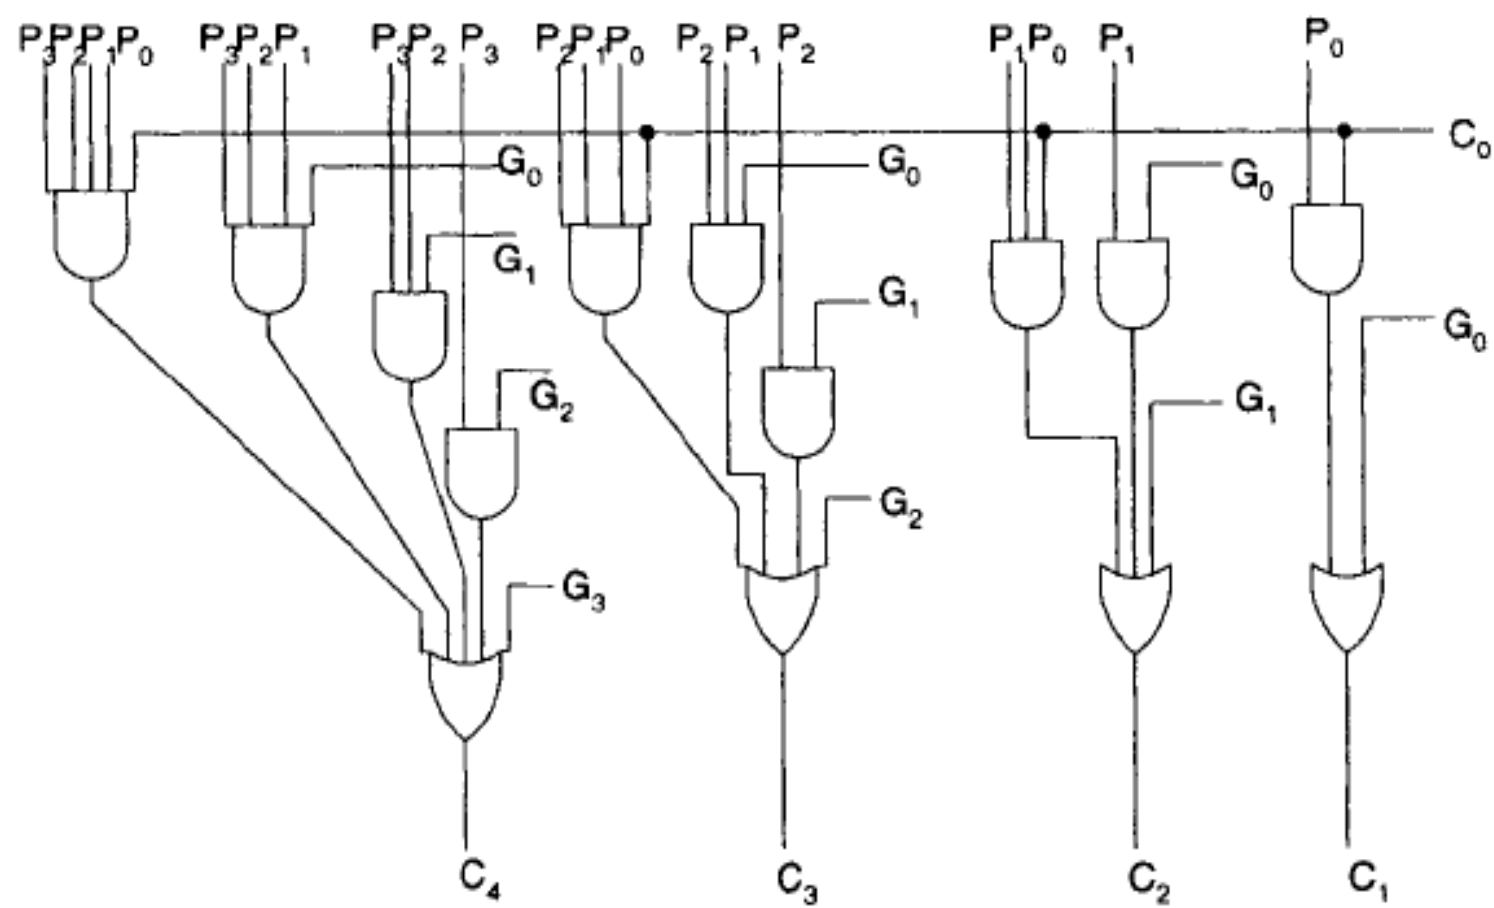 P₃P₂P₁P₀ P₃P₂P₁ P₃P₂ P₃ P₂P₁P₀ P₂P₁ P₂ P₁P₀ P₁ P₀
C₀
G₀ G₀ G₀
G₁ G₁ G₀
G₂ G₁
G₂
G₃
C₄ C₃ C₂ C₁